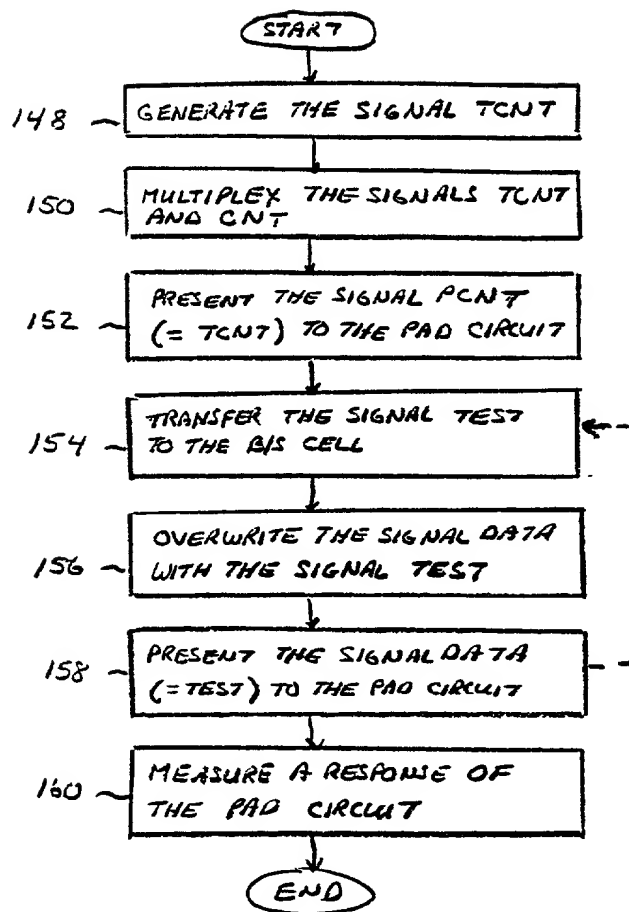 START
148 GENERATE THE SIGNAL TCNT
150 MULTIPLEX THE SIGNALS TCNT
AND CNT
152 PRESENT THE SIGNAL PCNT
(= TCNT) TO THE PAD CIRCUIT
154 TRANSFER THE SIGNAL TEST
TO THE B/S CELL
156 OVERWRITE THE SIGNAL DATA
WITH THE SIGNAL TEST
158 PRESENT THE SIGNAL DATA
(=TEST) TO THE PAD CIRCUIT
160 MEASURE A RESPONSE OF
THE PAD CIRCUIT
END